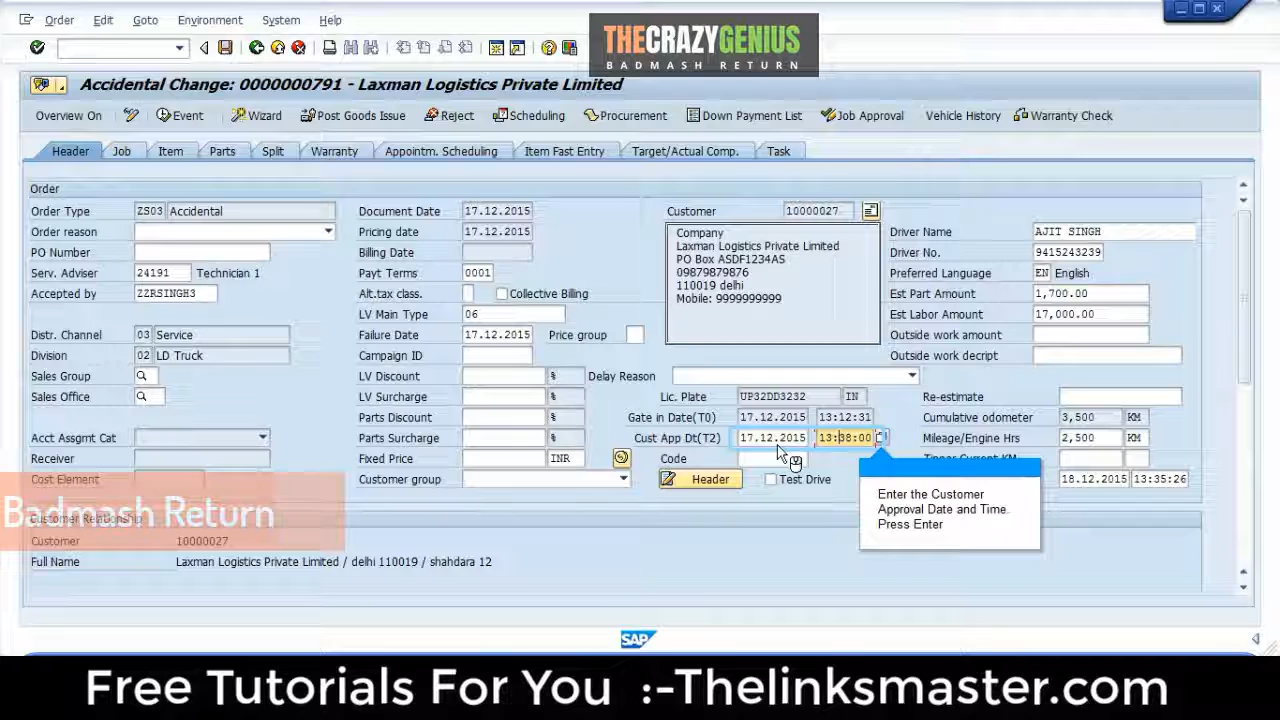 Order Edit Goto Environment System Help
THECRAZYGENIUS
BADMASH RETURN
Accidental Change: 0000000791 - Laxman Logistics Private Limited
Overview On Event Wizard Post Goods Issue Reject Scheduling Procurement Down Payment List Job Approval Vehicle History Warranty Check
Header Job Item Parts Split Warranty Appointm. Scheduling Item Fast Entry Target/Actual Comp. Task
Order
Order Type ZS03 Accidental Document Date 17.12.2015 Customer 10000027
Order reason Pricing date 17.12.2015 Company Driver Name AJIT SINGH
Laxman Logistics Private Limited
PO Number Billing Date PO Box ASDF1234AS Driver No. 9415243239
Serv. Adviser 24191 Technician 1 Payt Terms 0001 09879879876 Preferred Language EN English
110019 delhi
Accepted by ZZRSINGH3 Alt.tax class. Collective Billing Mobile: 9999999999 Est Part Amount 1,700.00
LV Main Type 06 Est Labor Amount 17,000.00
Distr. Channel 03 Service Failure Date 17.12.2015 Price group Outside work amount
Division 02 LD Truck Campaign ID Outside work decript
Sales Group LV Discount % Delay Reason
Sales Office LV Surcharge % Lic. Plate UP32DD3232 IN Re-estimate
Parts Discount % Gate in Date(T0) 17.12.2015 13:12:31 Cumulative odometer 3,500 KM
Acct Assgmt Cat Parts Surcharge % Cust App Dt(T2) 17.12.2015 13:38:00 Mileage/Engine Hrs 2,500 KM
Receiver Fixed Price INR Code Tipper Current KM
Cost Element Customer group Header Test Drive 18.12.2015 13:35:26
Enter the Customer
Approval Date and Time.
Press Enter
Badmash Return
Customer Relationship
Customer 10000027
Full Name Laxman Logistics Private Limited / delhi 110019 / shahdara 12
SAP
Free Tutorials For You :-Thelinksmaster.com